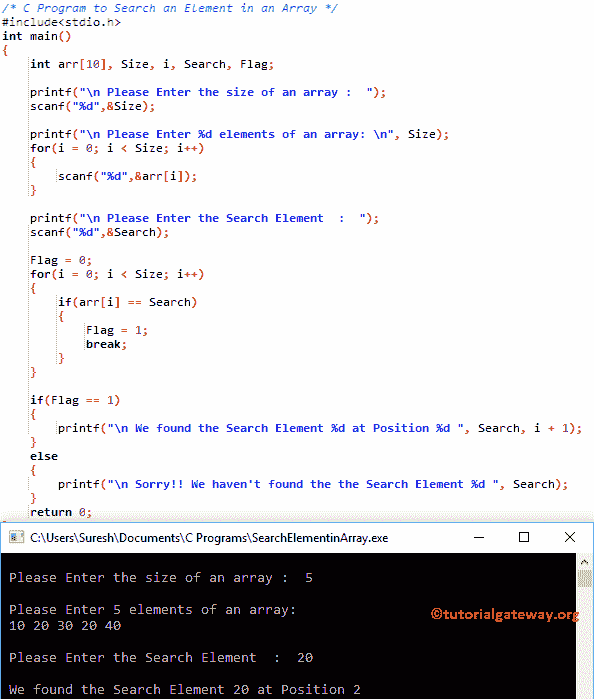 /* C Program to Search an Element in an Array */
#include<stdio.h>
int main()
{
    int arr[10], Size, i, Search, Flag;

    printf("\n Please Enter the size of an array :  ");
    scanf("%d",&Size);

    printf("\n Please Enter %d elements of an array: \n", Size);
    for(i = 0; i < Size; i++)
    {
        scanf("%d",&arr[i]);
    }

    printf("\n Please Enter the Search Element  :  ");
    scanf("%d",&Search);

    Flag = 0;
    for(i = 0; i < Size; i++)
    {
        if(arr[i] == Search)
        {
            Flag = 1;
            break;
        }
    }

    if(Flag == 1)
    {
        printf("\n We found the Search Element %d at Position %d ", Search, i + 1);
    }
    else
    {
        printf("\n Sorry!! We haven't found the the Search Element %d ", Search);
    }
    return 0;
C:\Users\Suresh\Documents\C Programs\SearchElementinArray.exe
Please Enter the size of an array :  5
Please Enter 5 elements of an array:
10 20 30 20 40
©tutorialgateway.org
Please Enter the Search Element  :  20
We found the Search Element 20 at Position 2